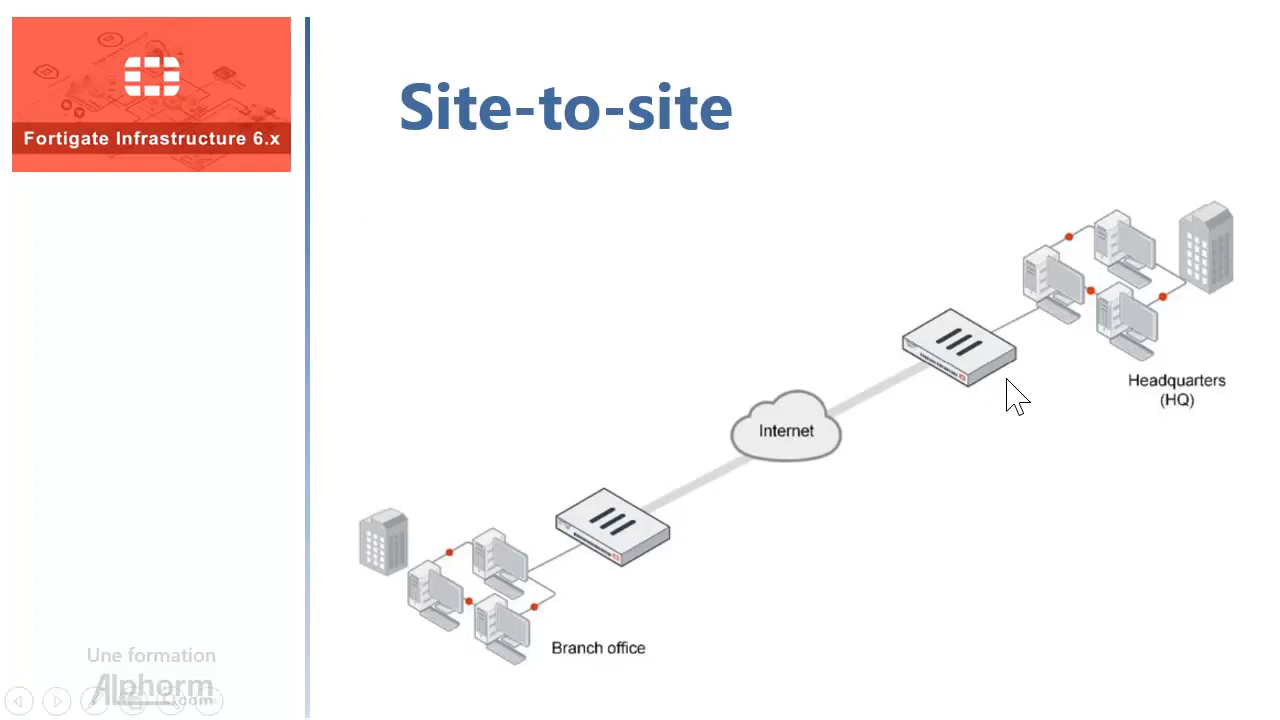 Fortigate Infrastructure 6.x
Site-to-site
Headquarters
(HQ)
Internet
Branch office
Une formation
Alphorm
.com